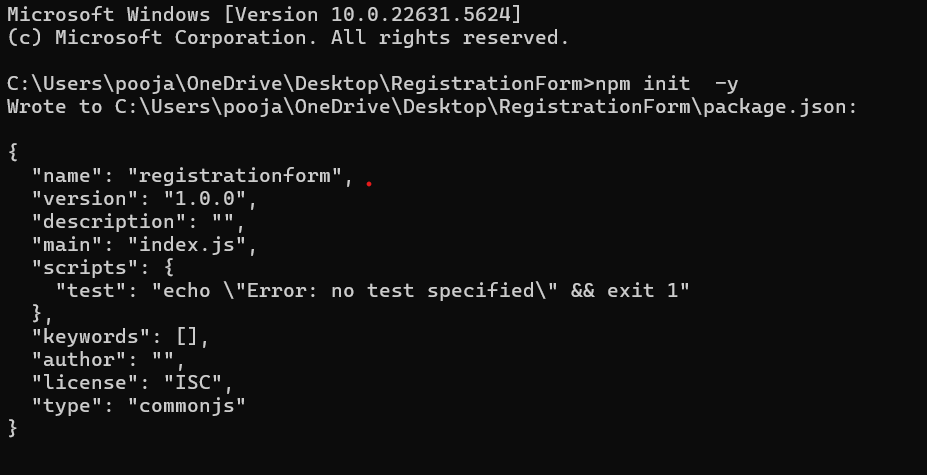 Microsoft Windows [Version 10.0.22631.5624]
(c) Microsoft Corporation. All rights reserved.
C:\Users\pooja\OneDrive\Desktop\RegistrationForm>npm init  -y
Wrote to C:\Users\pooja\OneDrive\Desktop\RegistrationForm\package.json:
{
  "name": "registrationform",
  "version": "1.0.0",
  "description": "",
  "main": "index.js",
  "scripts": {
    "test": "echo \"Error: no test specified\" && exit 1"
  },
  "keywords": [],
  "author": "",
  "license": "ISC",
  "type": "commonjs"
}